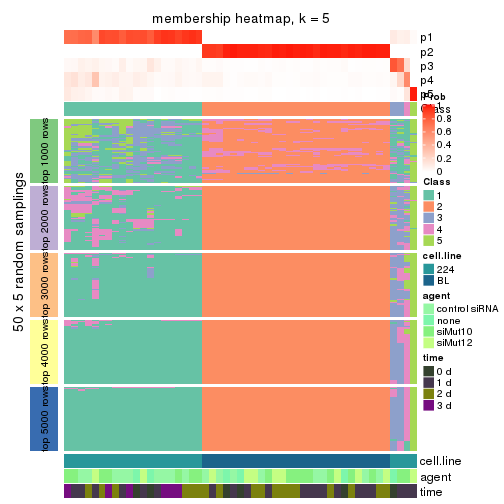 membership heatmap, k = 5
p1
p2
p3
p4
p5
50 x 5 random samplings
top 1000 rows
top 2000 rows
top 3000 rows
top 4000 rows
top 5000 rows
Prob
1
0.8
0.6
0.4
0.2
0
Class
Class
1
2
3
4
5
cell.line
224
BL
agent
control siRNA
none
siMut10
siMut12
time
0 d
1 d
2 d
3 d
cell.line
agent
time